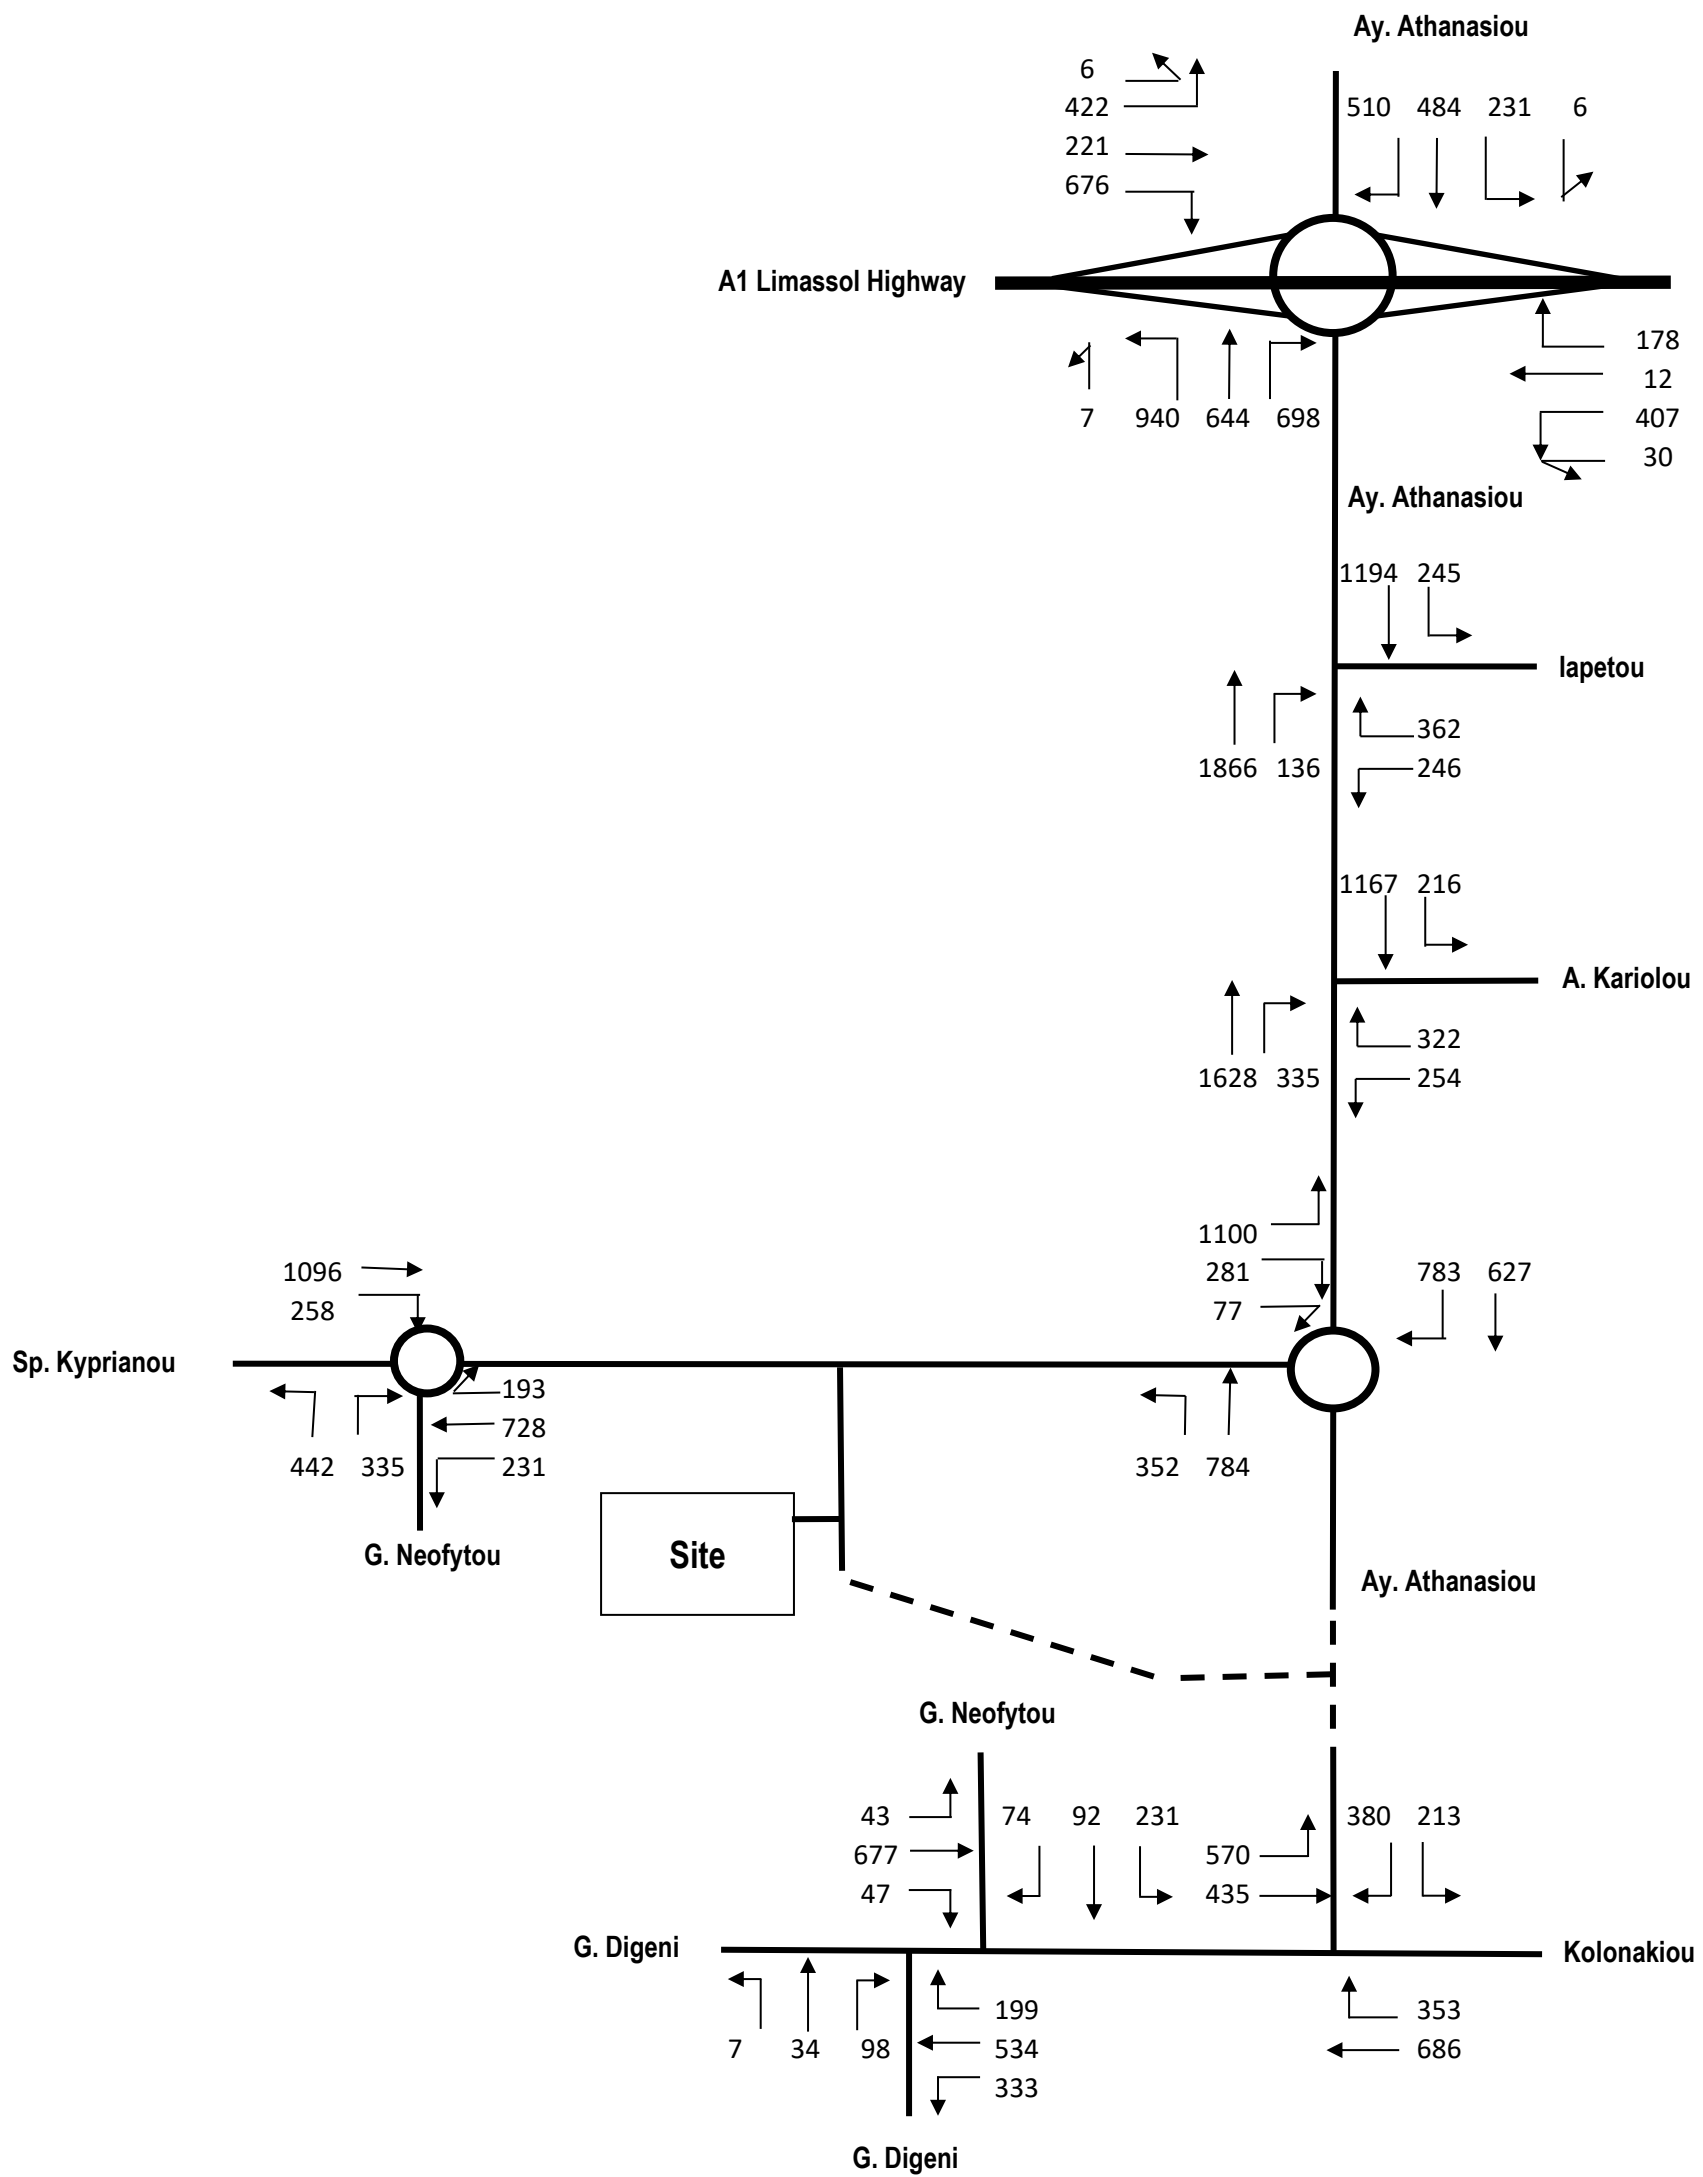 Ay. Athanasiou
6
422
221
676
510 484 231 6
A1 Limassol Highway
178
12
407
30
7 940 644 698
Ay. Athanasiou
1194 245
Iapetou
362
246
1866 136
1167 216
A. Kariolou
322
254
1628 335
1100
281
77
783 627
1096
258
Sp. Kyprianou
193
728
231
442 335
352 784
G. Neofytou
Site
Ay. Athanasiou
G. Neofytou
43
677
47
74 92 231
570
435
380 213
G. Digeni
Kolonakiou
199
534
333
7 34 98
353
686
G. Digeni